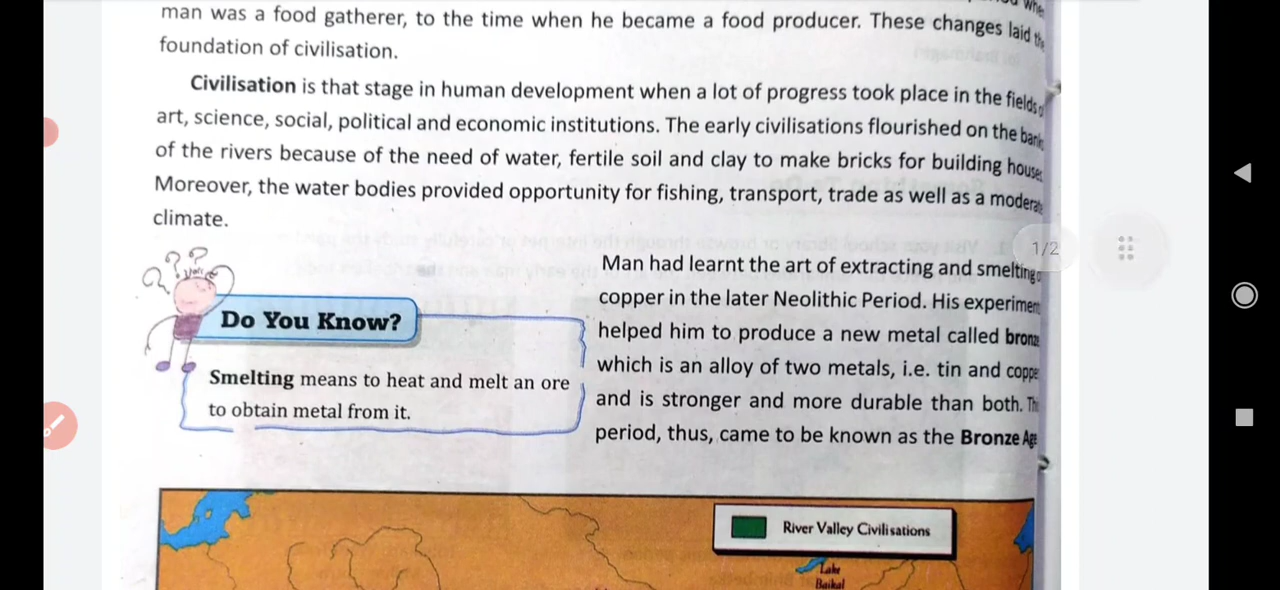 man was a food gatherer, to the time when he became a food producer. These changes laid the
foundation of civilisation.
Civilisation is that stage in human development when a lot of progress took place in the fields of
art, science, social, political and economic institutions. The early civilisations flourished on the banks
of the rivers because of the need of water, fertile soil and clay to make bricks for building houses.
Moreover, the water bodies provided opportunity for fishing, transport, trade as well as a moderate
climate.
1/2
Man had learnt the art of extracting and smelting
copper in the later Neolithic Period. His experiment
helped him to produce a new metal called bronze
which is an alloy of two metals, i.e. tin and copper
and is stronger and more durable than both. This
period, thus, came to be known as the Bronze Age
Do You Know?
Smelting means to heat and melt an ore
to obtain metal from it.
River Valley Civilisations
Lake
Baikal